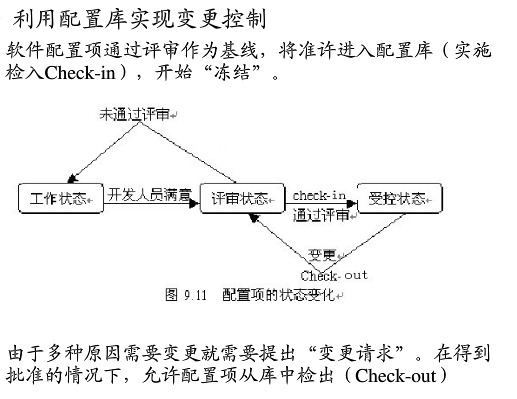 利用配置库实现变更控制
软件配置项通过评审作为基线，将准许进入配置库（实施
检入Check-in），开始“冻结”。
未通过评审
工作状态
开发人员满意
评审状态
check-in
通过评审
受控状态
变更
Check-out
图 9.11 配置项的状态变化
由于多种原因需要变更就需要提出“变更请求”。在得到
批准的情况下，允许配置项从库中检出（Check-out）